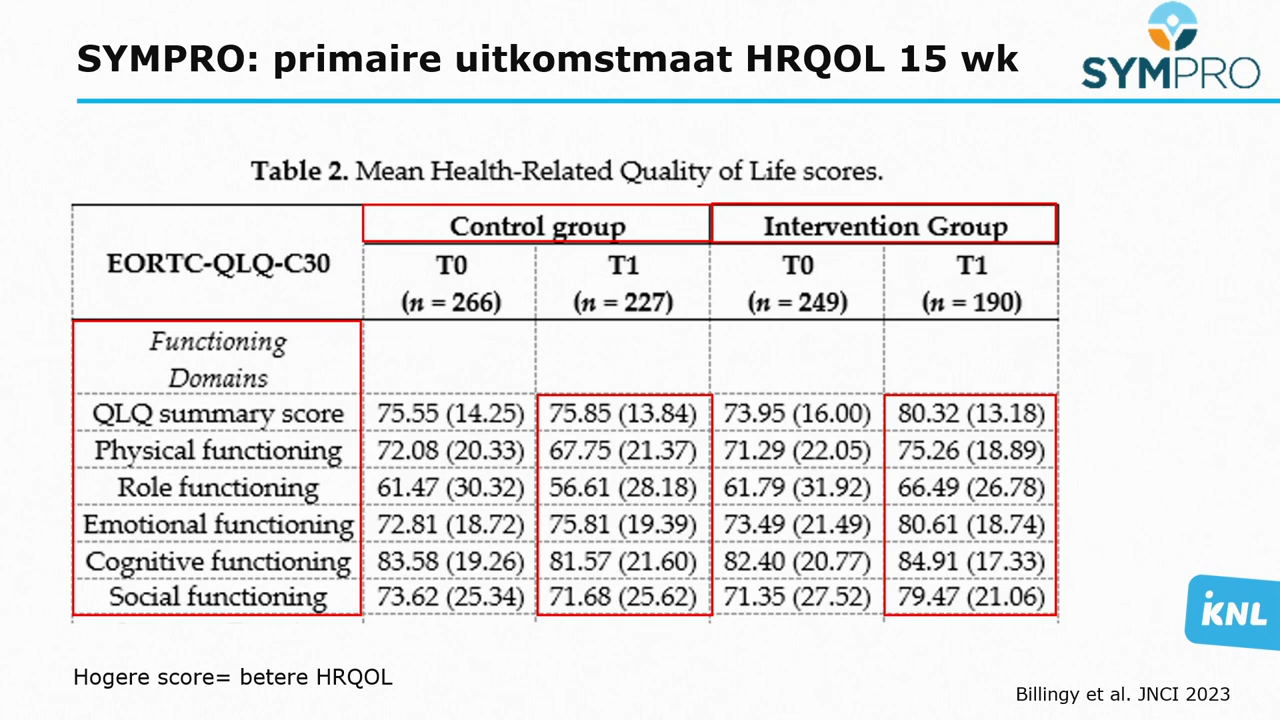 SYMPRO: primaire uitkomstmaat HRQOL 15 wk
SYMPRO
Table 2. Mean Health-Related Quality of Life scores.
Control group Intervention Group
EORTC-QLQ-C30 T0 T1 T0 T1
(n = 266) (n = 227) (n = 249) (n = 190)
Functioning
Domains
QLQ summary score 75.55 (14.25) 75.85 (13.84) 73.95 (16.00) 80.32 (13.18)
Physical functioning 72.08 (20.33) 67.75 (21.37) 71.29 (22.05) 75.26 (18.89)
Role functioning 61.47 (30.32) 56.61 (28.18) 61.79 (31.92) 66.49 (26.78)
Emotional functioning 72.81 (18.72) 75.81 (19.39) 73.49 (21.49) 80.61 (18.74)
Cognitive functioning 83.58 (19.26) 81.57 (21.60) 82.40 (20.77) 84.91 (17.33)
Social functioning 73.62 (25.34) 71.68 (25.62) 71.35 (27.52) 79.47 (21.06)
iKNL
Hogere score= betere HRQOL
Billingy et al. JNCI 2023